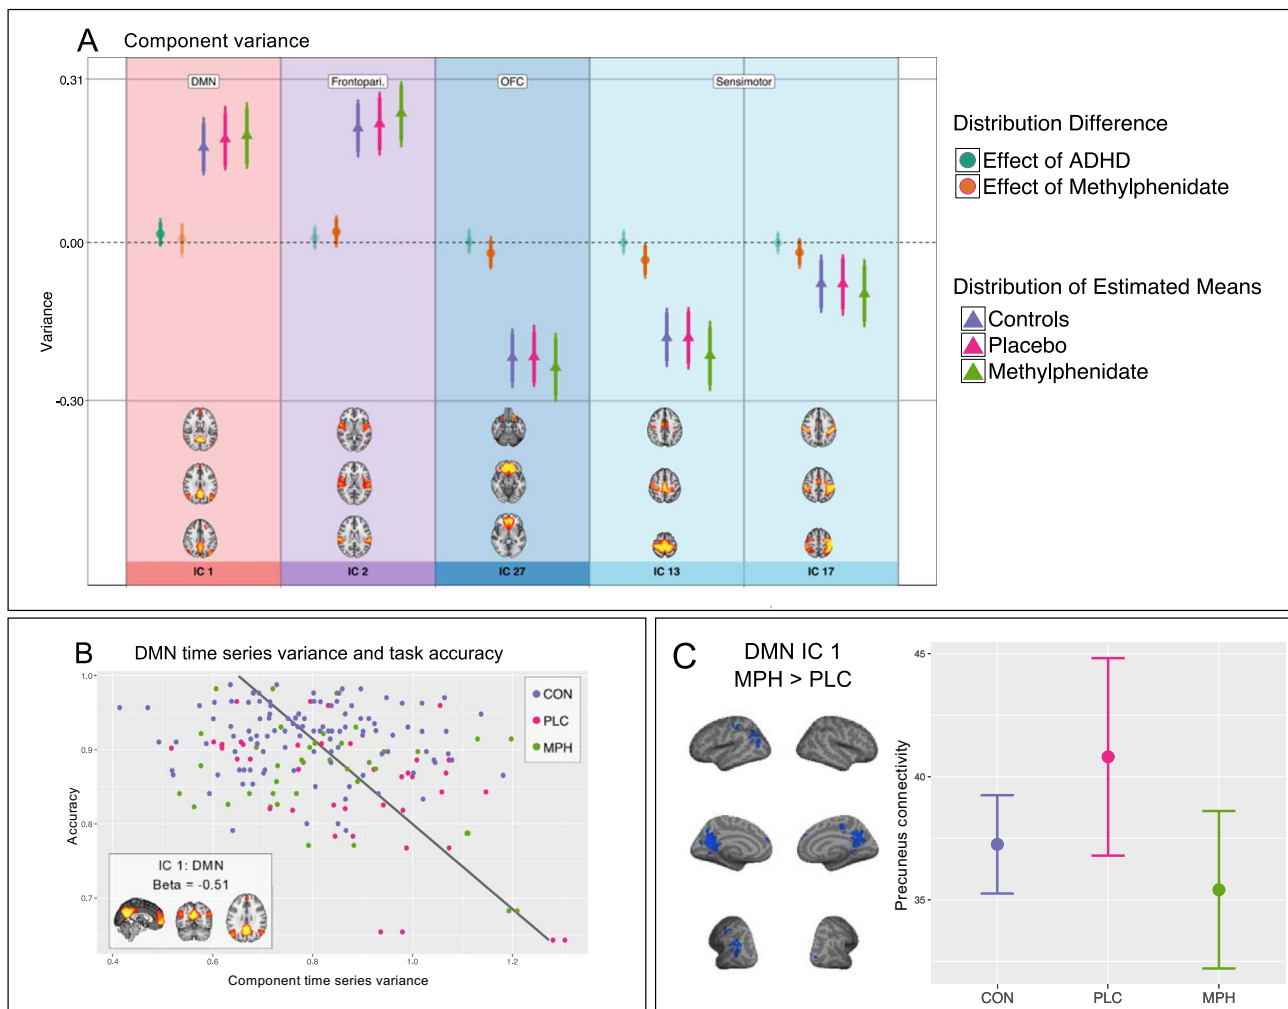 A Component variance
0.31
DMN
Frontopari.
OFC
Sensimotor
0.00
Variance
-0.30
IC 1
IC 2
IC 27
IC 13
IC 17
Distribution Difference
Effect of ADHD
Effect of Methylphenidate
Distribution of Estimated Means
Controls
Placebo
Methylphenidate
B DMN time series variance and task accuracy
1.0
0.9
0.8
0.7
Accuracy
CON
PLC
MPH
IC 1: DMN
Beta = -0.51
0.4
0.6
0.8
1.0
1.2
Component time series variance
C DMN IC 1
MPH > PLC
45
40
35
Precuneus connectivity
CON
PLC
MPH